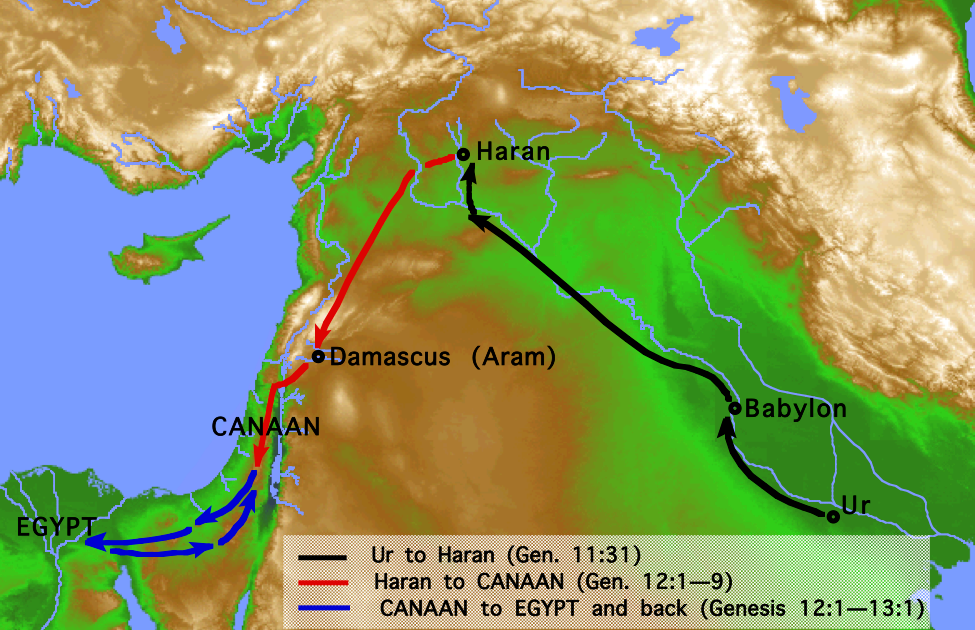 Haran
Damascus (Aram)
Babylon
CANAAN
Ur
EGYPT
Ur to Haran (Gen. 11:31)
Haran to CANAAN (Gen. 12:1—9)
CANAAN to EGYPT and back (Genesis 12:1—13:1)